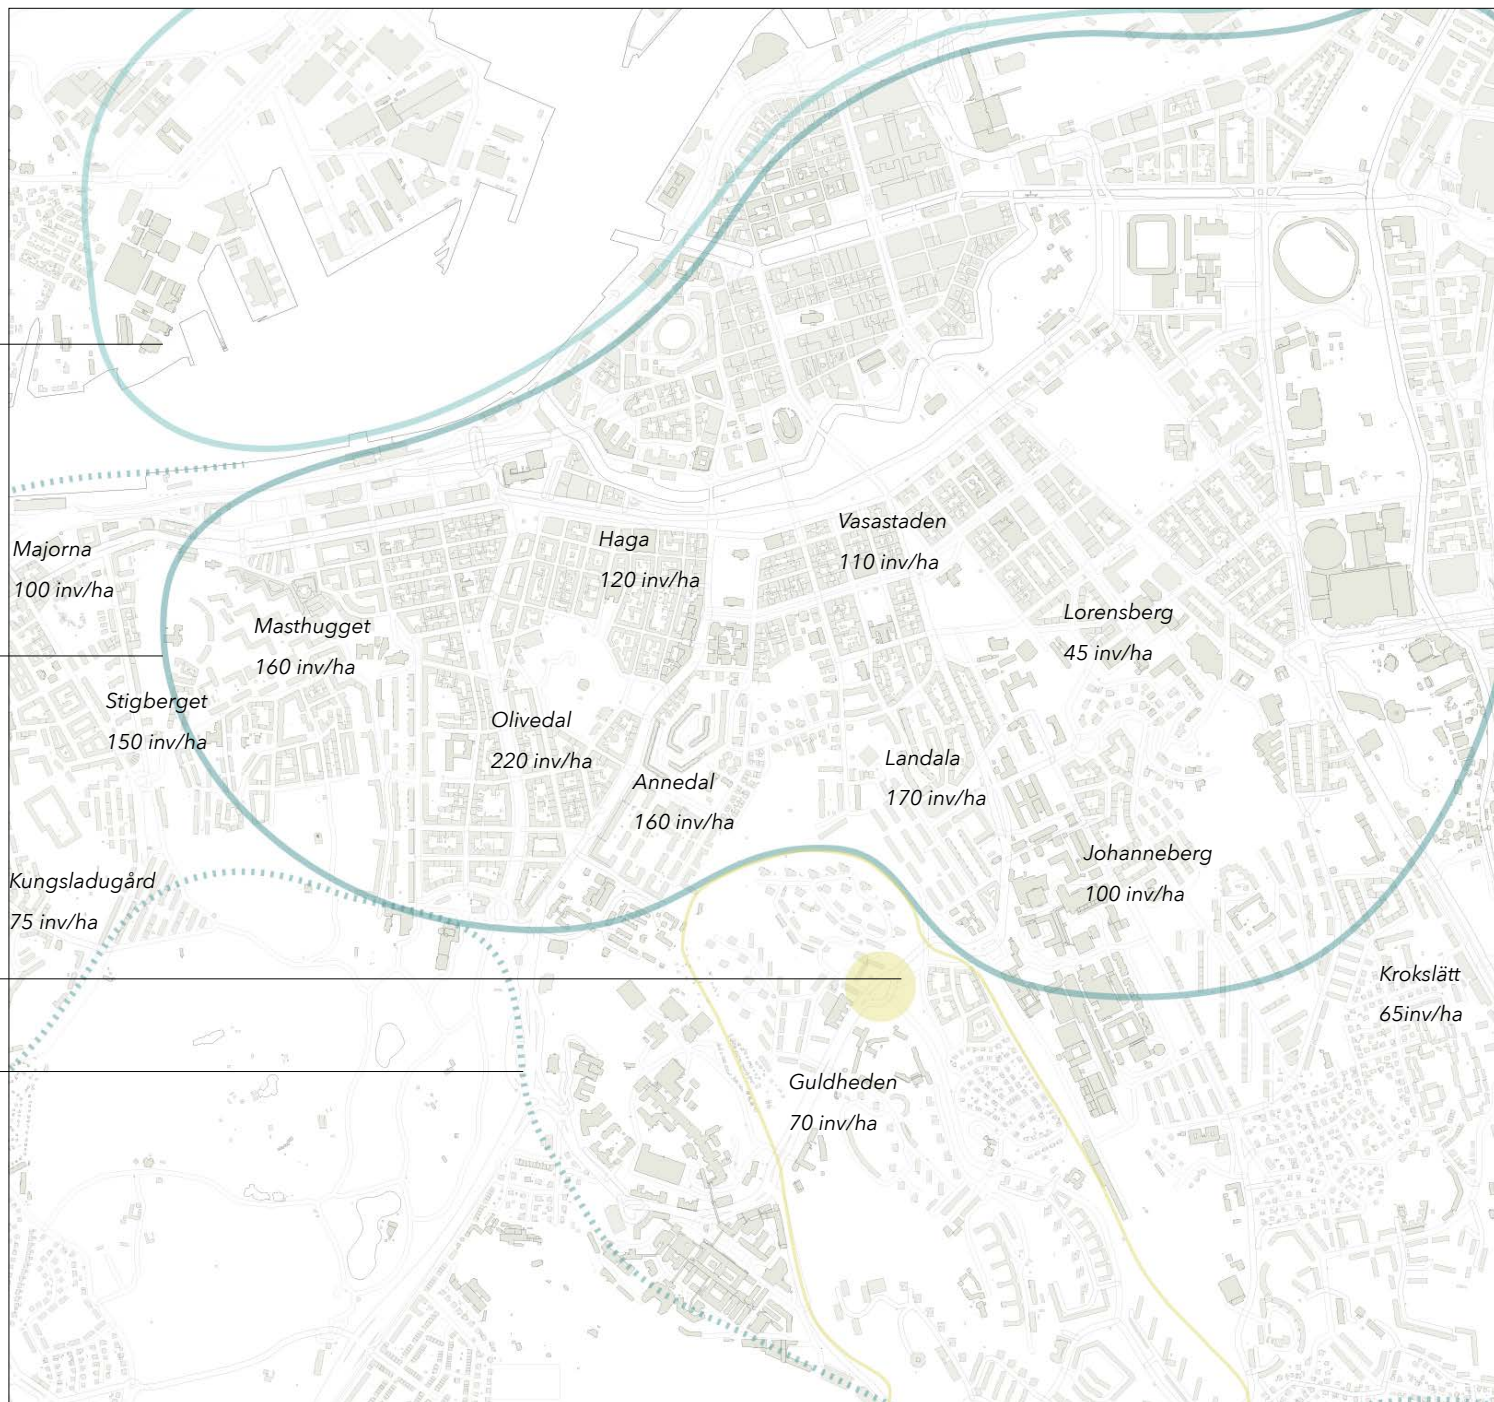 Vasastaden
110 inv/ha
Haga
120 inv/ha
Majorna
100 inv/ha
Masthugget
160 inv/ha
Lorensberg
45 inv/ha
Stigberget
150 inv/ha
Olivedal
220 inv/ha
Landala
170 inv/ha
Annedal
160 inv/ha
Johanneberg
100 inv/ha
Kungsladugård
75 inv/ha
Krokslätt
65inv/ha
Guldheden
70 inv/ha